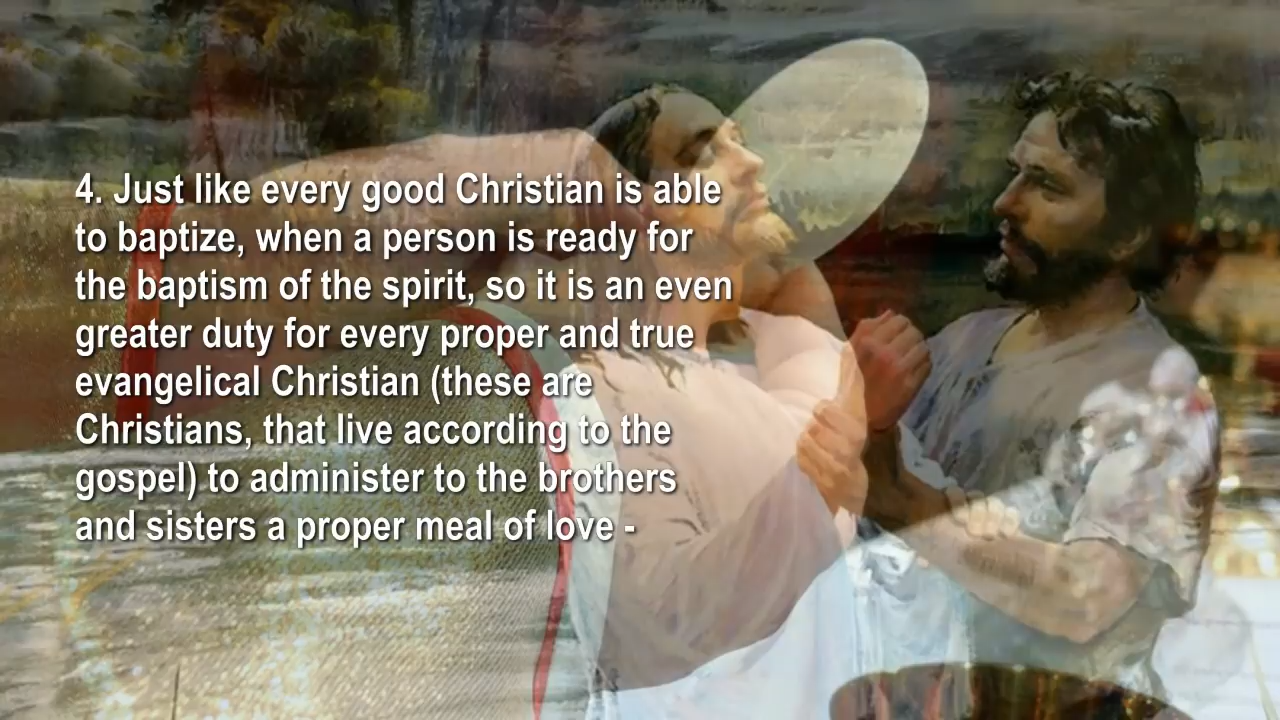 4. Just like every good Christian is able
to baptize, when a person is ready for
the baptism of the spirit, so it is an even
greater duty for every proper and true
evangelical Christian (these are
Christians, that live according to the
gospel) to administer to the brothers
and sisters a proper meal of love -